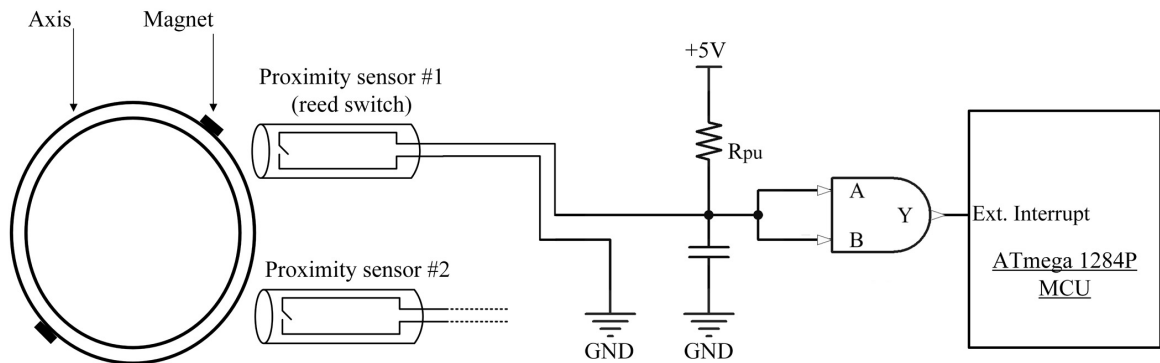 Axis
Magnet
Proximity sensor #1
(reed switch)
+5V
Rpu
A
B
Y
Ext. Interrupt
ATmega 1284P
MCU
Proximity sensor #2
GND
GND